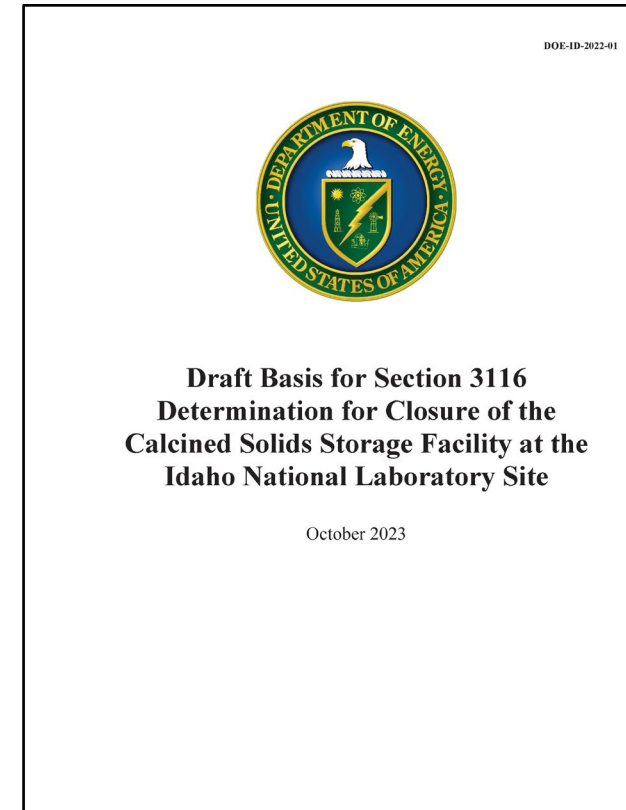 DOE-ID-2022-01
DEPARTMENT OF ENERGY
UNITED STATES OF AMERICA
Draft Basis for Section 3116
Determination for Closure of the
Calcined Solids Storage Facility at the
Idaho National Laboratory Site
October 2023